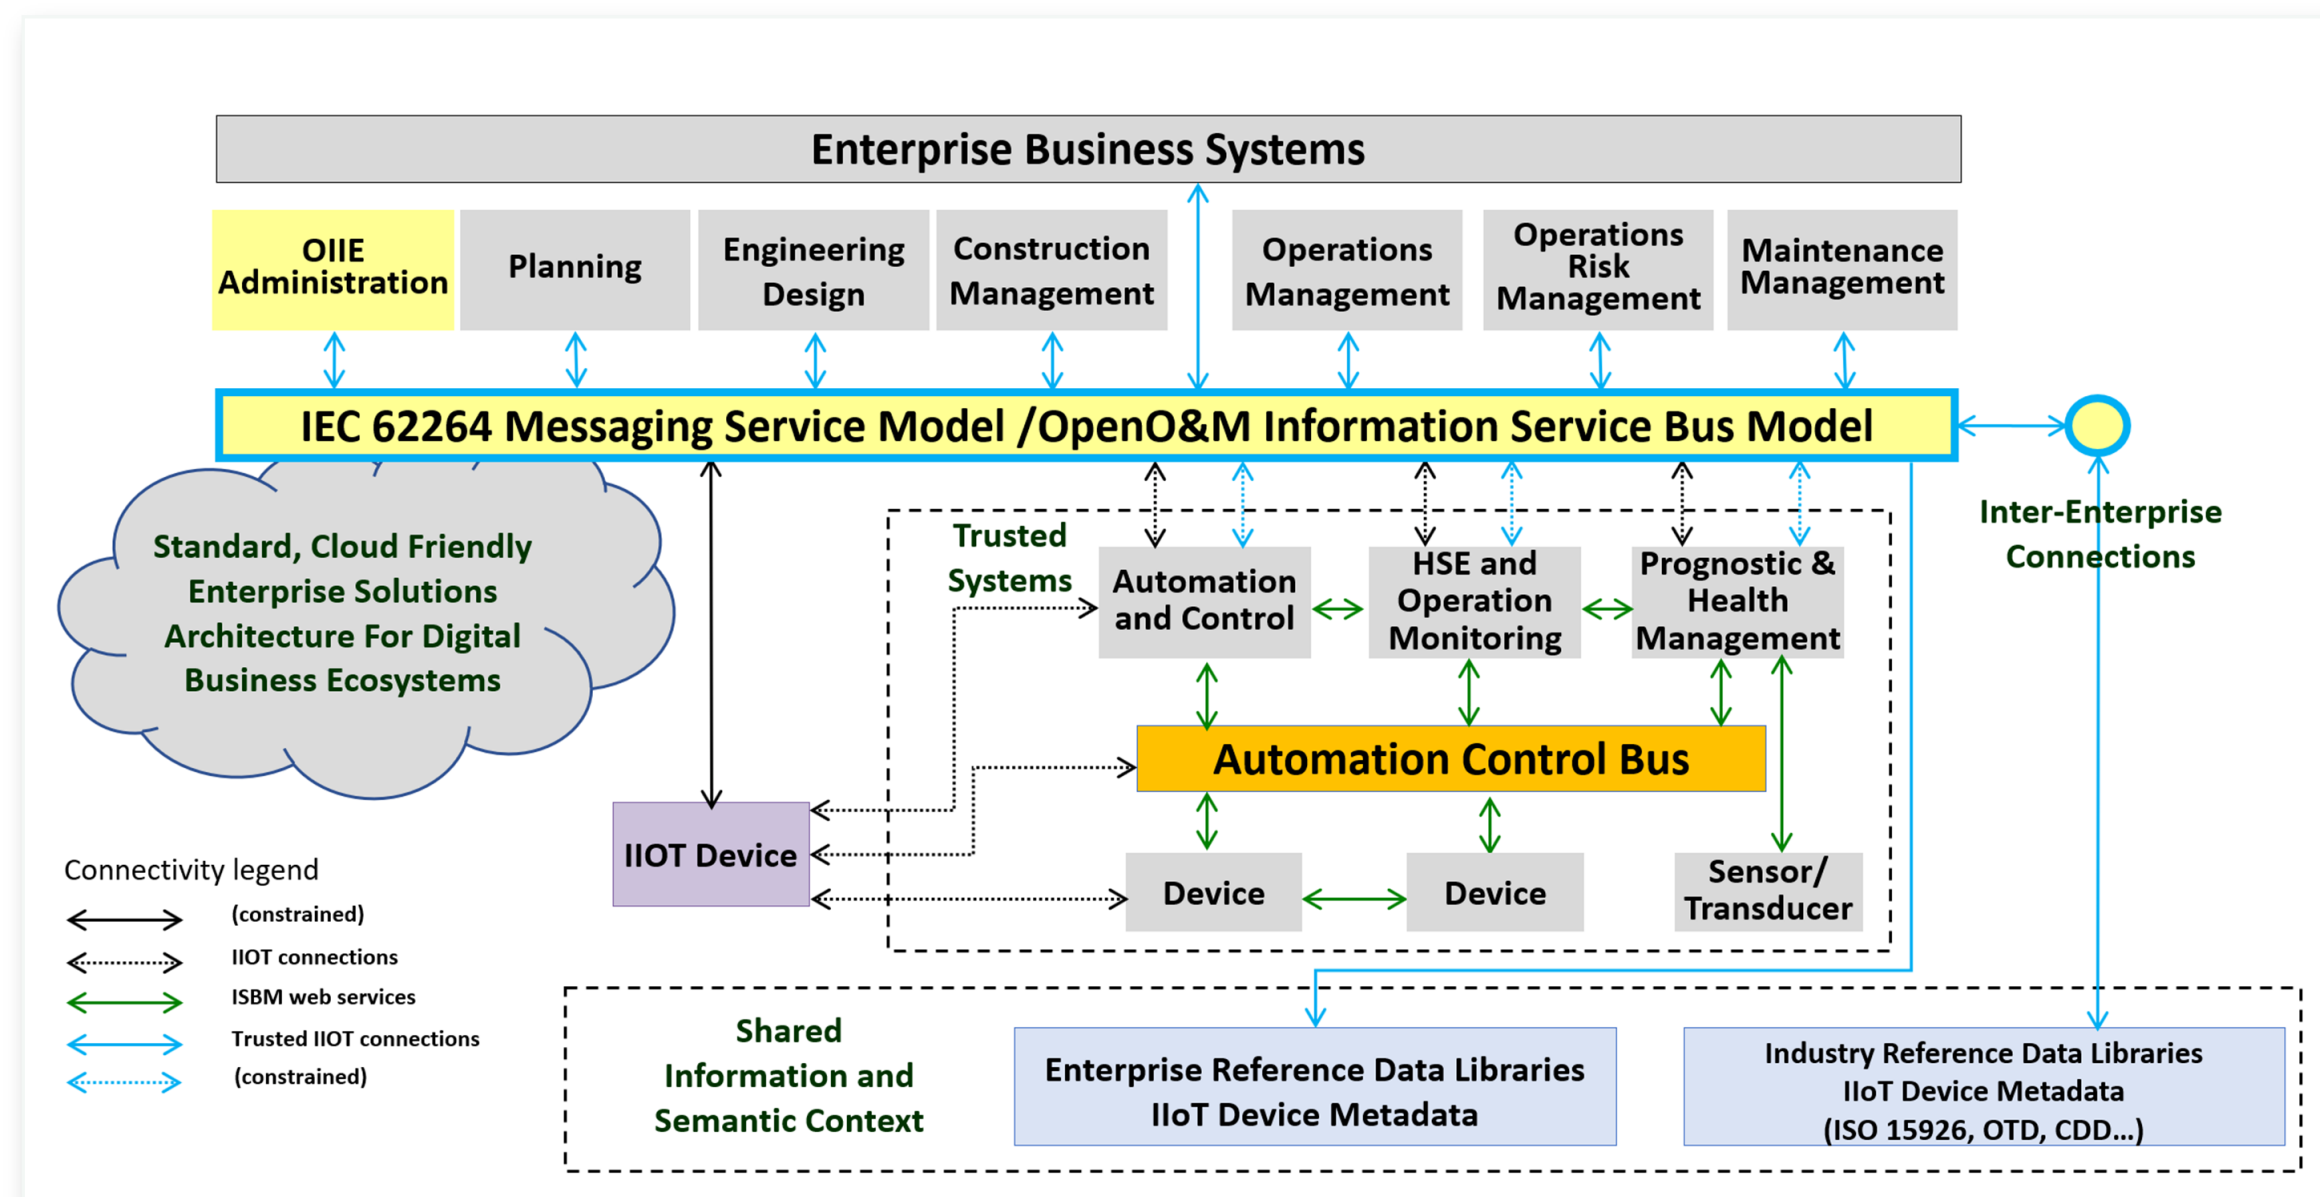 Enterprise Business Systems
OIIE
Administration
Planning
Engineering
Design
Construction
Management
Operations
Management
Operations
Risk
Management
Maintenance
Management
IEC 62264 Messaging Service Model /OpenO&M Information Service Bus Model
Standard, Cloud Friendly
Enterprise Solutions
Architecture For Digital
Business Ecosystems
Trusted
Systems
Automation
and Control
HSE and
Operation
Monitoring
Prognostic &
Health
Management
Inter-Enterprise
Connections
Automation Control Bus
IIOT Device
Device
Device
Sensor/
Transducer
Connectivity legend
(constrained)
IIOT connections
ISBM web services
Trusted IIOT connections
(constrained)
Shared
Information and
Semantic Context
Enterprise Reference Data Libraries
IIoT Device Metadata
Industry Reference Data Libraries
IIoT Device Metadata
(ISO 15926, OTD, CDD...)